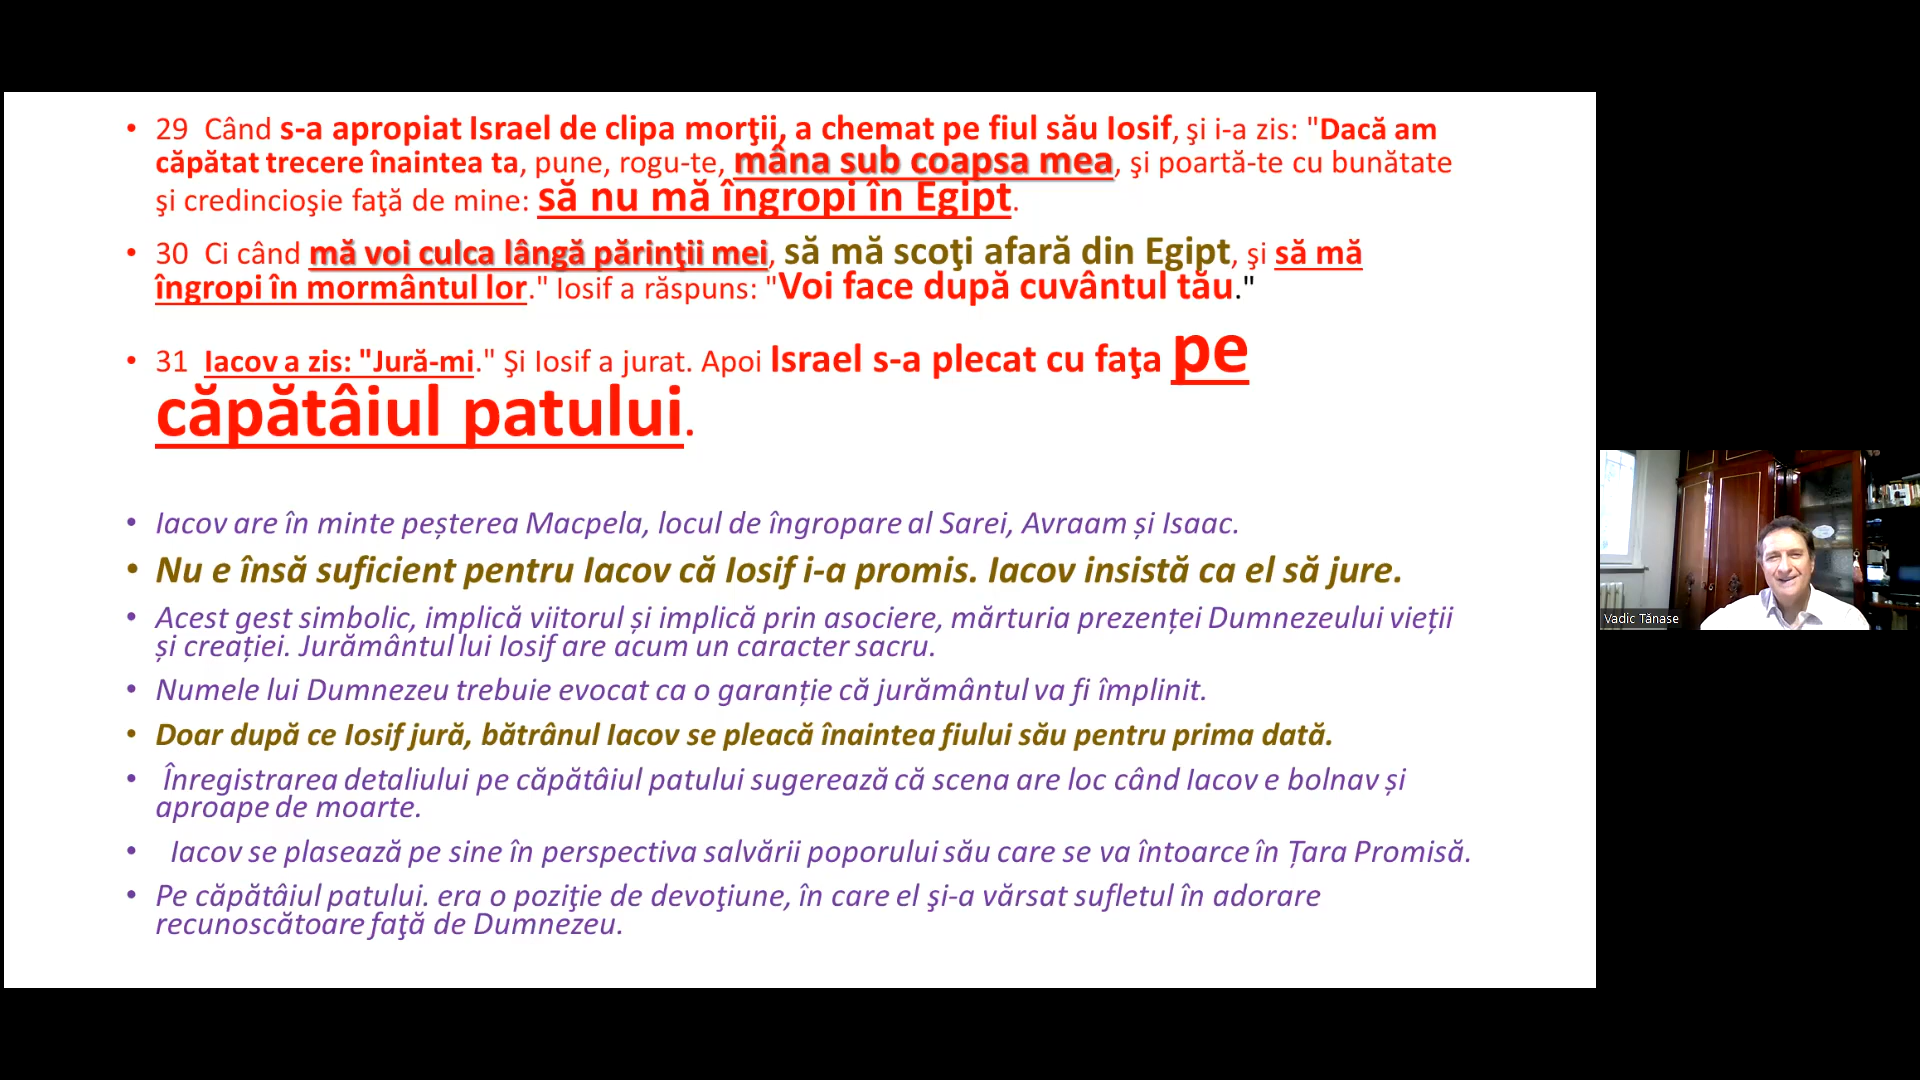 • 29 Când s-a apropiat Israel de clipa morţii, a chemat pe fiul său Iosif, şi i-a zis: "Dacă am
căpătat trecere înaintea ta, pune, rogu-te, mâna sub coapsa mea, şi poartă-te cu bunătate
şi credincioşie faţă de mine: să nu mă îngropi în Egipt.
• 30 Ci când mă voi culca lângă părinţii mei, să mă scoţi afară din Egipt, şi să mă
îngropi în mormântul lor." Iosif a răspuns: "Voi face după cuvântul tău."
• 31 Iacov a zis: "Jură-mi." Şi Iosif a jurat. Apoi Israel s-a plecat cu faţa pe
căpătâiul patului.
• Iacov are în minte peșterea Macpela, locul de îngropare al Sarei, Avraam și Isaac.
• Nu e însă suficient pentru Iacov că Iosif i-a promis. Iacov insistă ca el să jure.
• Acest gest simbolic, implică viitorul și implică prin asociere, mărturia prezenței Dumnezeului vieții
și creației. Jurământul lui Iosif are acum un caracter sacru.
• Numele lui Dumnezeu trebuie evocat ca o garanție că jurământul va fi împlinit.
• Doar după ce Iosif jură, bătrânul Iacov se pleacă înaintea fiului său pentru prima dată.
• Înregistrarea detaliului pe căpătâiul patului sugerează că scena are loc când Iacov e bolnav și
aproape de moarte.
• Iacov se plasează pe sine în perspectiva salvării poporului său care se va întoarce în Țara Promisă.
• Pe căpătâiul patului. era o poziţie de devoţiune, în care el şi-a vărsat sufletul în adorare
recunoscătoare faţă de Dumnezeu.
Vadic Tănase